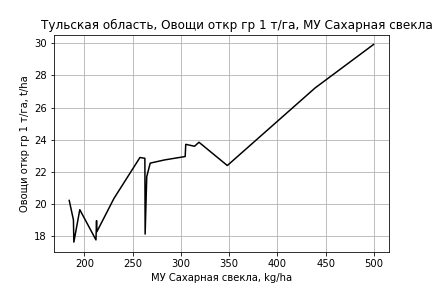 Тульская область, Овощи откр гр 1 т/га, МУ Сахарная свекла
Овощи откр гр 1 т/га, t/ha
30
28
26
24
22
20
18
200 250 300 350 400 450 500
МУ Сахарная свекла, kg/ha